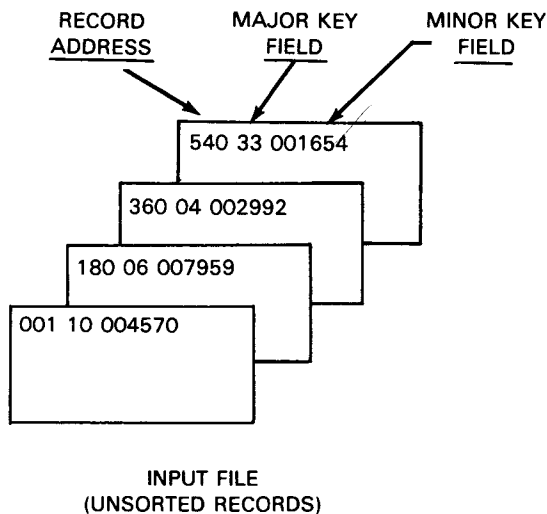 RECORD ADDRESS
MAJOR KEY FIELD
MINOR KEY FIELD
540 33 001654
360 04 002992
180 06 007959
001 10 004570
INPUT FILE
(UNSORTED RECORDS)